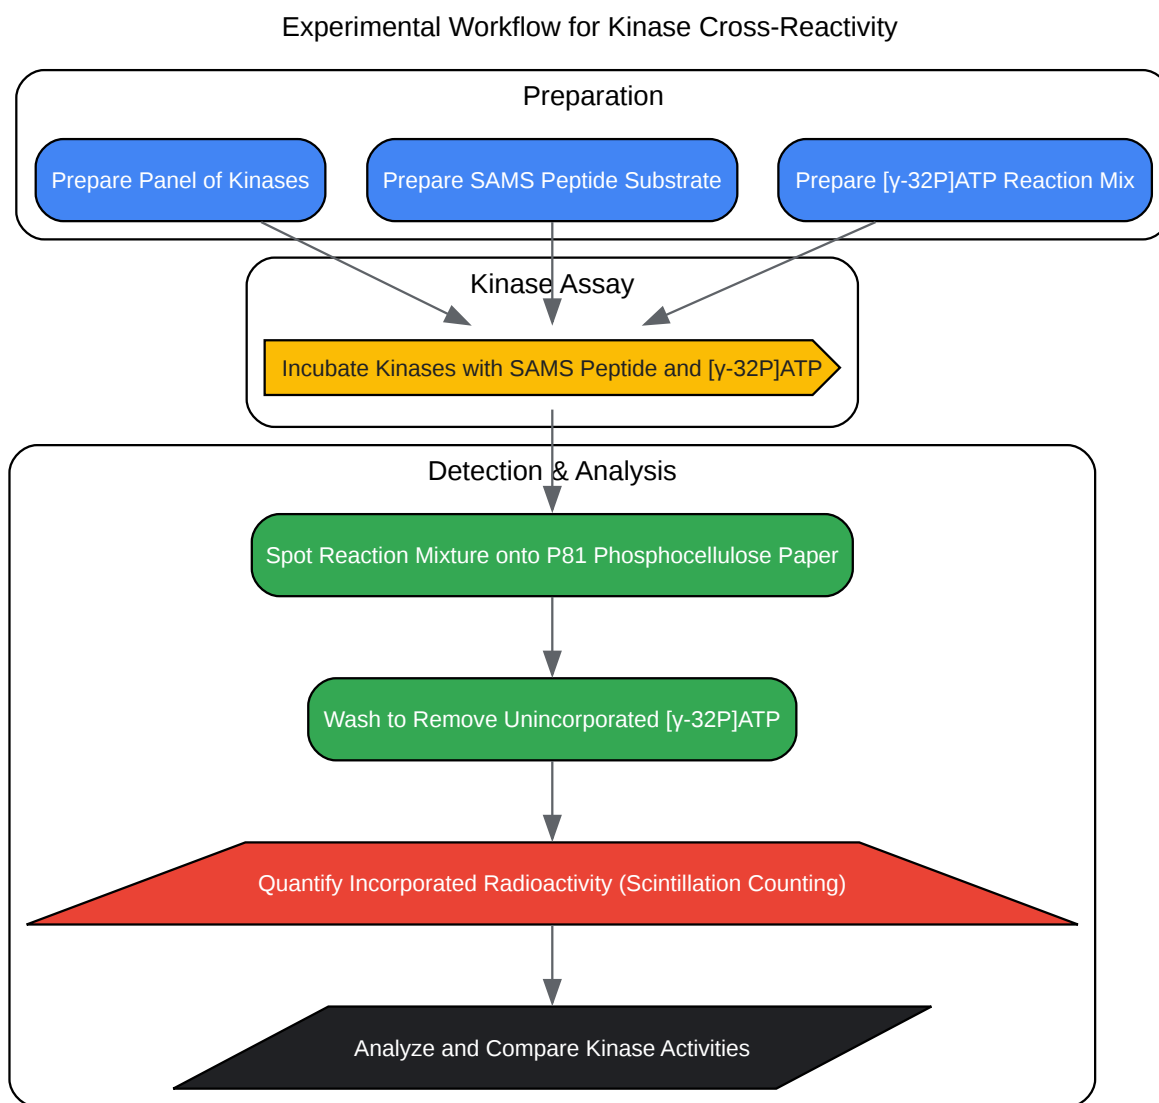 Experimental Workflow for Kinase Cross-Reactivity
Preparation
Prepare Panel of Kinases
Prepare SAMS Peptide Substrate
Prepare [γ-32P]ATP Reaction Mix
Kinase Assay
Incubate Kinases with SAMS Peptide and [γ-32P]ATP
Detection & Analysis
Spot Reaction Mixture onto P81 Phosphocellulose Paper
Wash to Remove Unincorporated [γ-32P]ATP
Quantify Incorporated Radioactivity (Scintillation Counting)
Analyze and Compare Kinase Activities